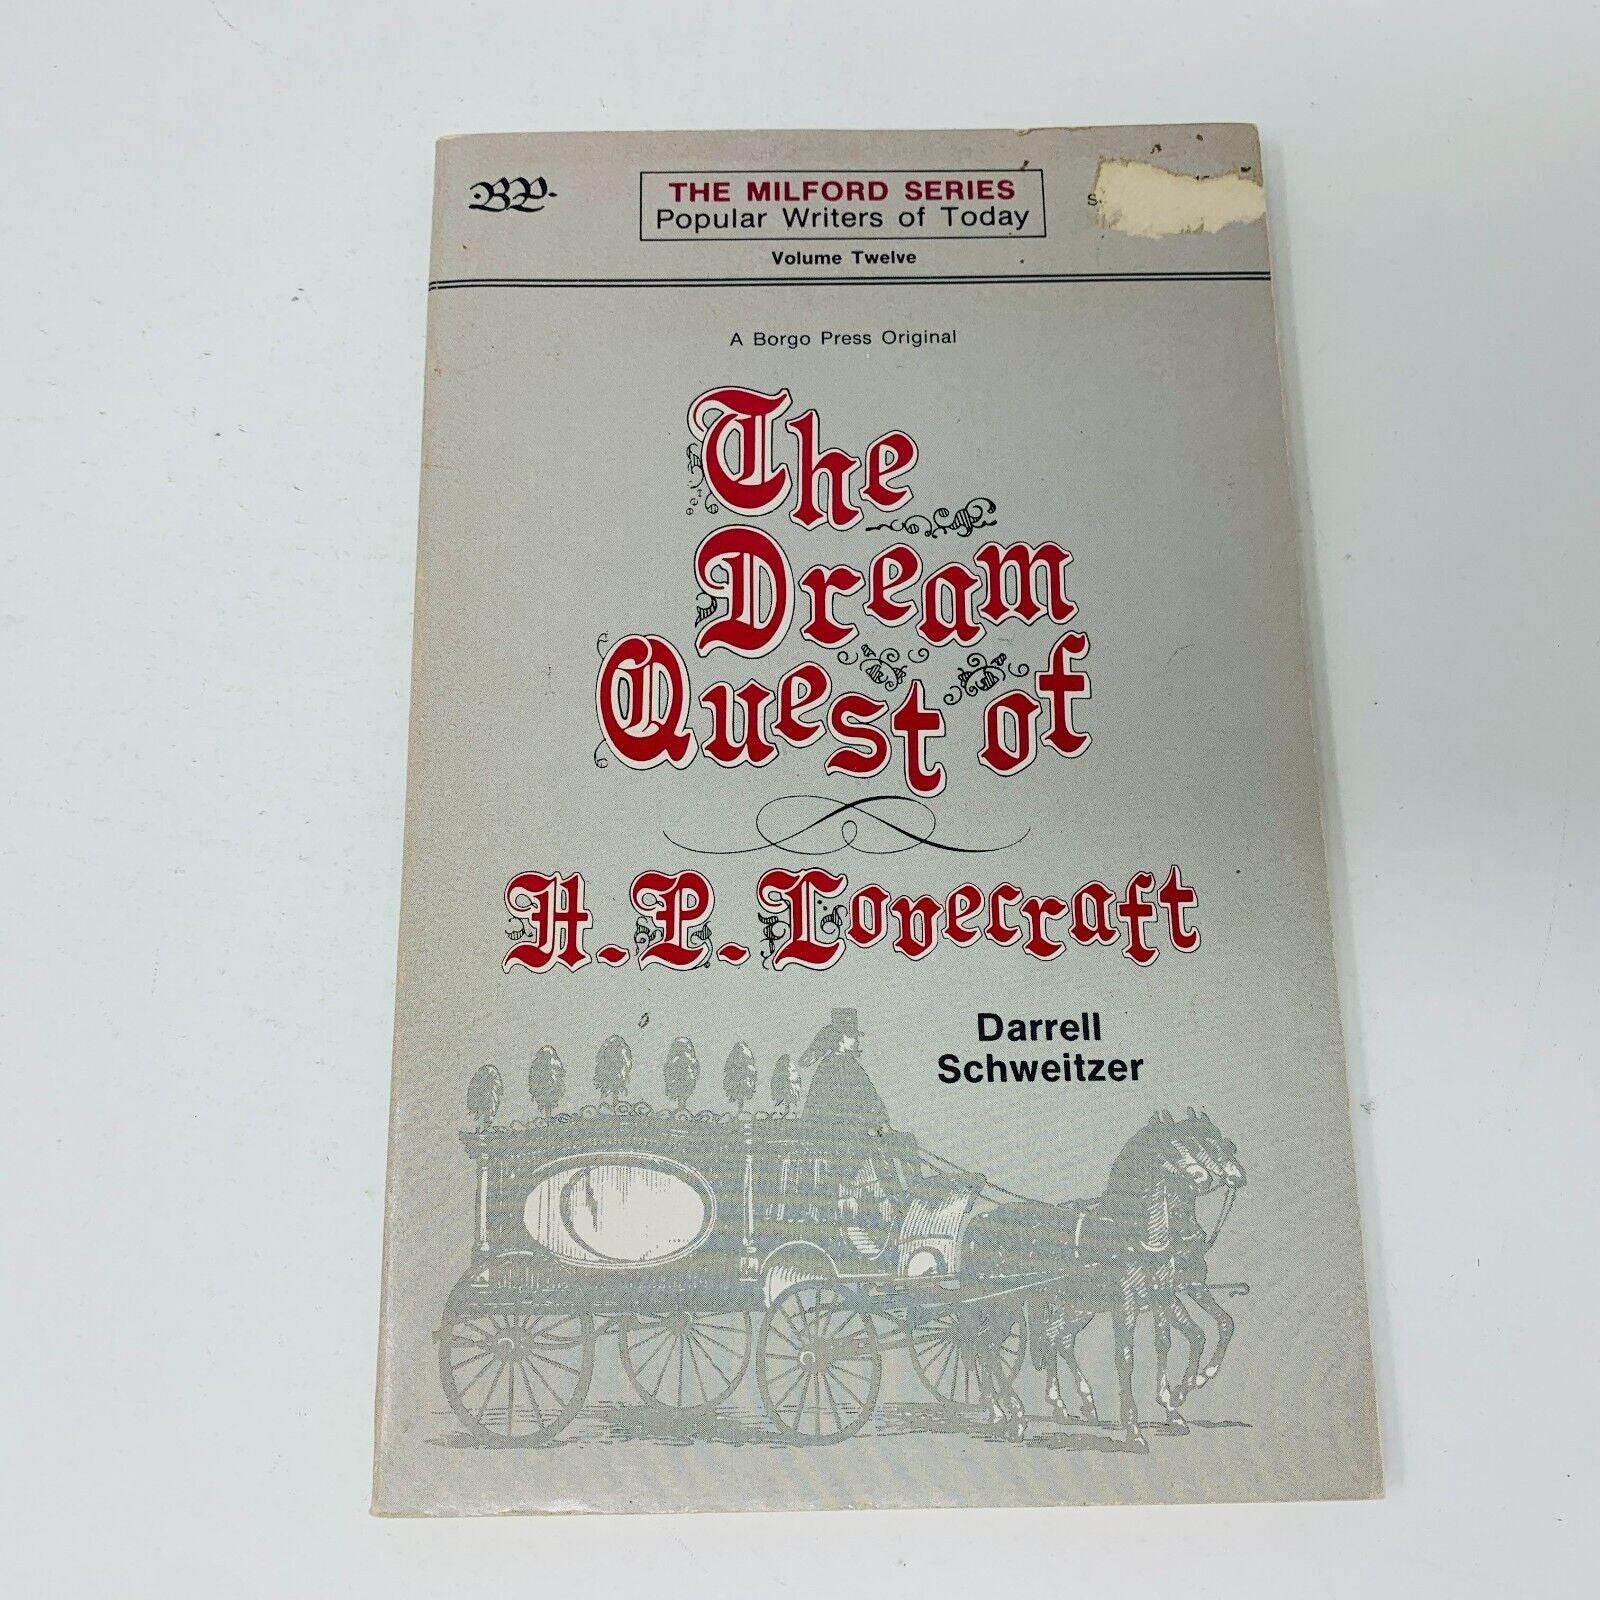 BP.
THE MILFORD SERIES
Popular Writers of Today
Volume Twelve
A Borgo Press Original
The
Dream
Quest of
H.P. Lovecraft
Darrell
Schweitzer